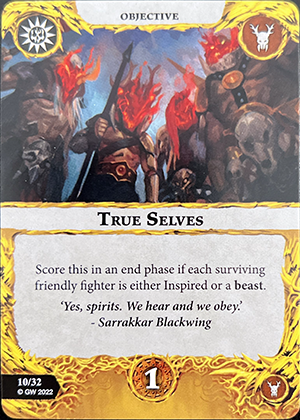 OBJECTIVE
TRUE SELVES
Score this in an end phase if each surviving
friendly fighter is either Inspired or a beast.
‘Yes, spirits. We hear and we obey.’
- Sarrakkar Blackwing
10/32
© GW 2022
1